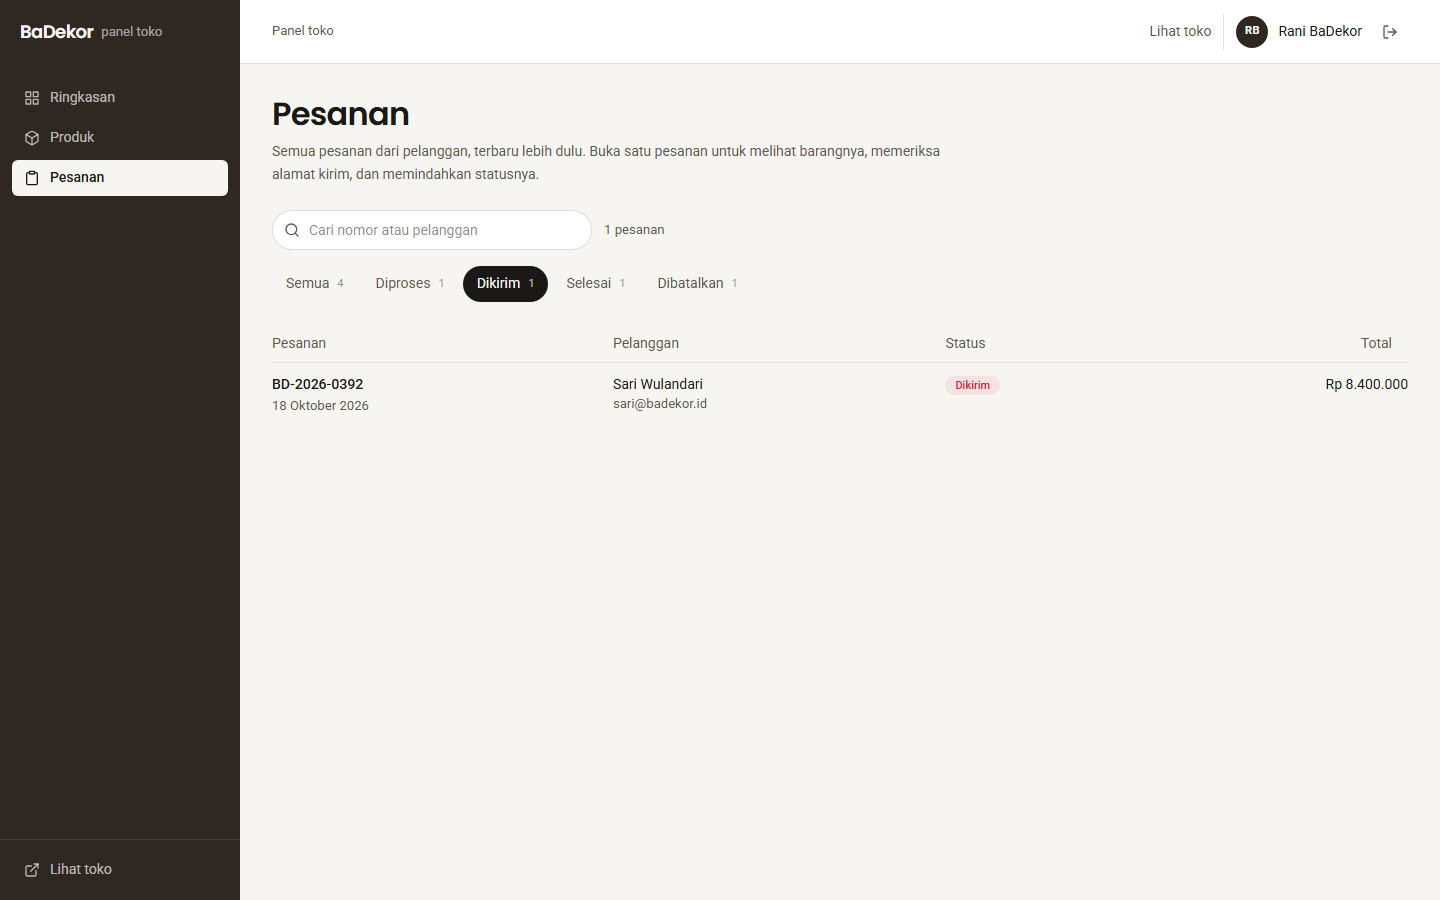 BaDekor panel toko
Ringkasan
Produk
Pesanan
Lihat toko
Panel toko
Lihat toko
RB
Rani BaDekor
Pesanan
Semua pesanan dari pelanggan, terbaru lebih dulu. Buka satu pesanan untuk melihat barangnya, memeriksa
alamat kirim, dan memindahkan statusnya.
Cari nomor atau pelanggan
1 pesanan
Semua 4 Diproses 1 Dikirim 1 Selesai 1 Dibatalkan 1
Pesanan Pelanggan Status Total
BD-2026-0392 Sari Wulandari Dikirim Rp 8.400.000
18 Oktober 2026 sari@badekor.id